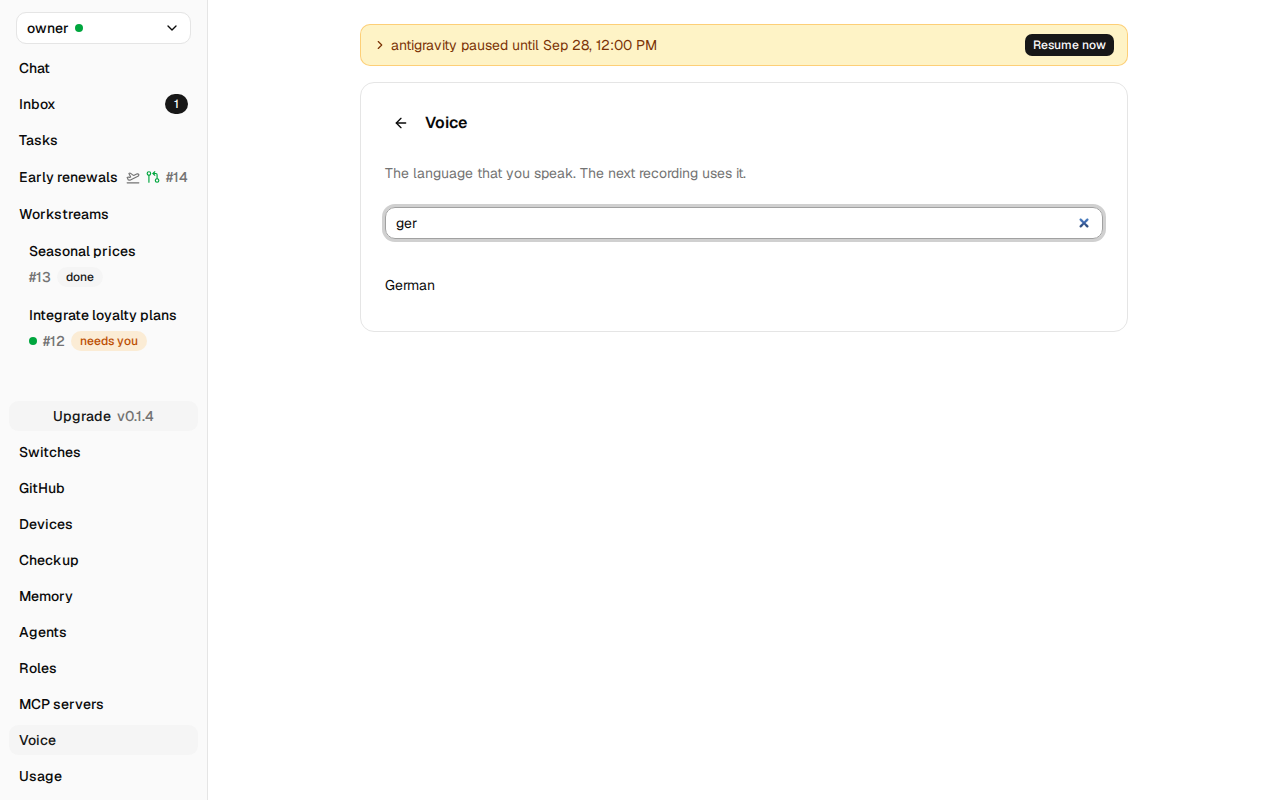 owner
Chat
Inbox 1
Tasks
Early renewals #14
Workstreams
Seasonal prices
#13 done
Integrate loyalty plans
#12 needs you
Upgrade v0.1.4
Switches
GitHub
Devices
Checkup
Memory
Agents
Roles
MCP servers
Voice
Usage
antigravity paused until Sep 28, 12:00 PM Resume now
Voice
The language that you speak. The next recording uses it.
ger
German